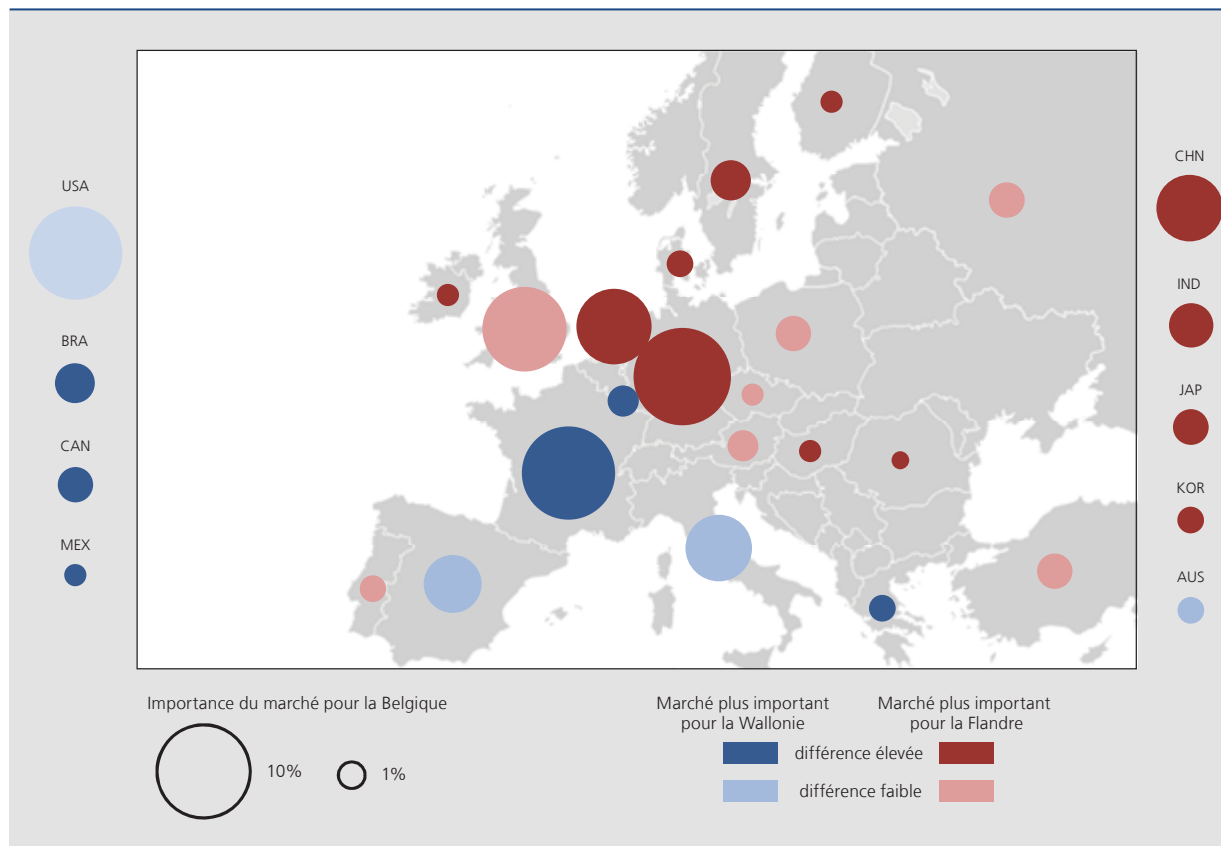 USA
BRA
CAN
MEX
CHN
IND
JAP
KOR
AUS
Importance du marché pour la Belgique
10%
1%
Marché plus important
pour la Wallonie
Marché plus important
pour la Flandre
différence élevée
différence faible